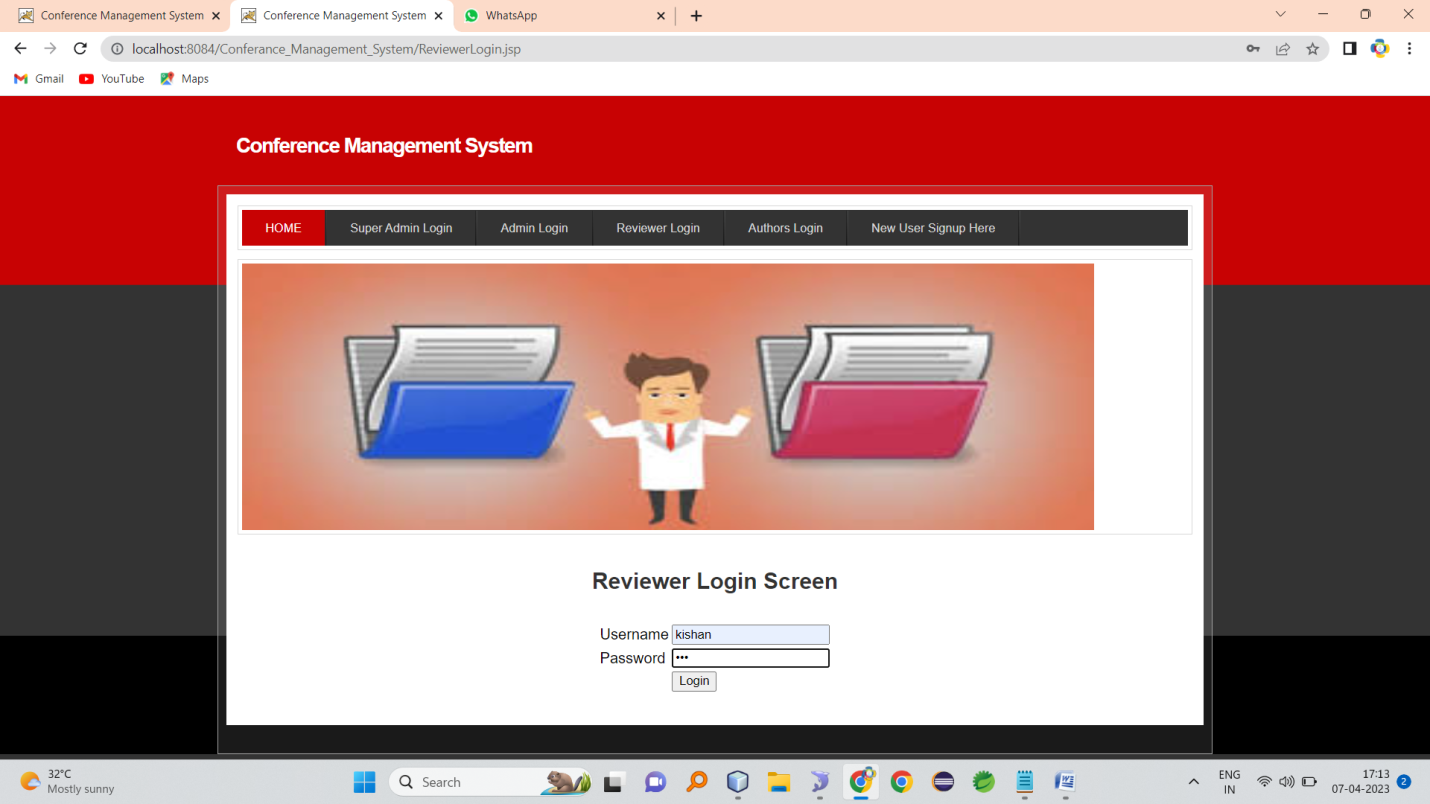 Conference Management System
Conference Management System
WhatsApp
localhost:8084/Conferance_Management_System/ReviewerLogin.jsp
Gmail YouTube Maps
Conference Management System
HOME Super Admin Login Admin Login Reviewer Login Authors Login New User Signup Here
Reviewer Login Screen
Username kishan
Password •••
Login
32°C
Mostly sunny
Search
ENG
IN
17:13
07-04-2023
2